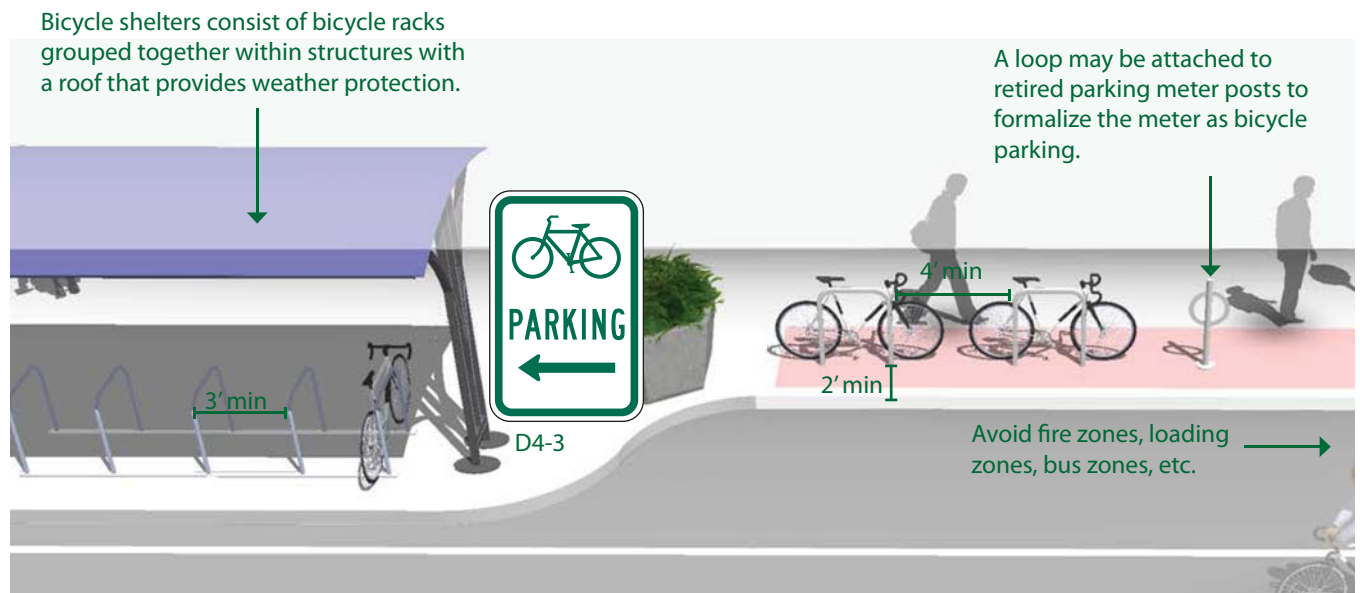 Bicycle shelters consist of bicycle racks
grouped together within structures with
a roof that provides weather protection.
A loop may be attached to
retired parking meter posts to
formalize the meter as bicycle
parking.
4’ min
PARKING
2’ min
3’ min
D4-3
Avoid fire zones, loading
zones, bus zones, etc.